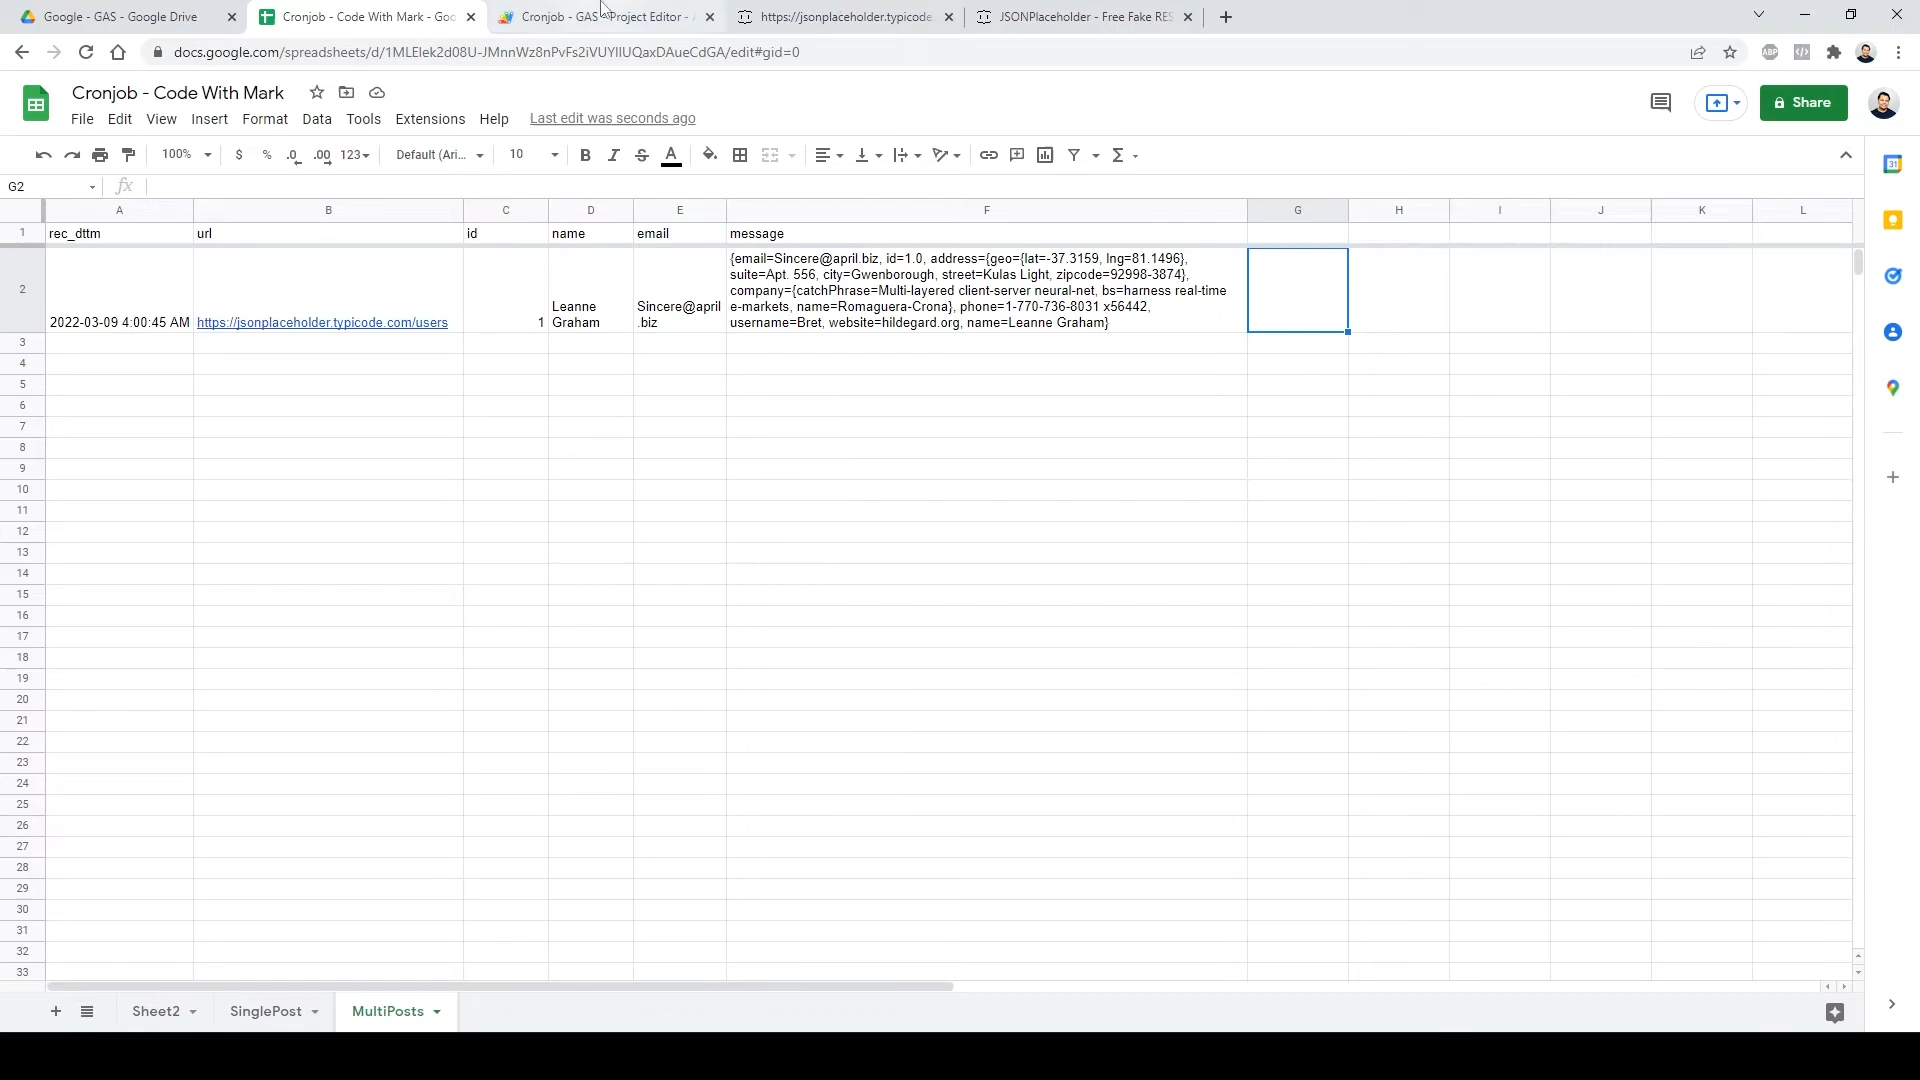 Google - GAS - Google Drive
Cronjob - Code With Mark - Goo
Cronjob - GAS - Project Editor - A
https://jsonplaceholder.typicode.
JSONPlaceholder - Free Fake RES
docs.google.com/spreadsheets/d/1MLElek2d08U-JMnnWz8nPvFs2iVUYlIUQaxDAueCdGA/edit#gid=0
ABP
Cronjob - Code With Mark
Share
File Edit View Insert Format Data Tools Extensions Help Last edit was seconds ago
100% $ % .0 .00 123 Default (Ari... 10 B I S A Σ
31
G2 fx
A B C D E F G H I J K L
1 rec_dttm url id name email message
2 2022-03-09 4:00:45 AM https://jsonplaceholder.typicode.com/users 1
Leanne
Graham
Sincere@april
.biz
{email=Sincere@april.biz, id=1.0, address={geo={lat=-37.3159, lng=81.1496},
suite=Apt. 556, city=Gwenborough, street=Kulas Light, zipcode=92998-3874},
company={catchPhrase=Multi-layered client-server neural-net, bs=harness real-time
e-markets, name=Romaguera-Crona}, phone=1-770-736-8031 x56442,
username=Bret, website=hildegard.org, name=Leanne Graham}
3
4
5
6
7
8
9
10
11
12
13
14
15
16
17
18
19
20
21
22
23
24
25
26
27
28
29
30
31
32
33
Sheet2 SinglePost MultiPosts